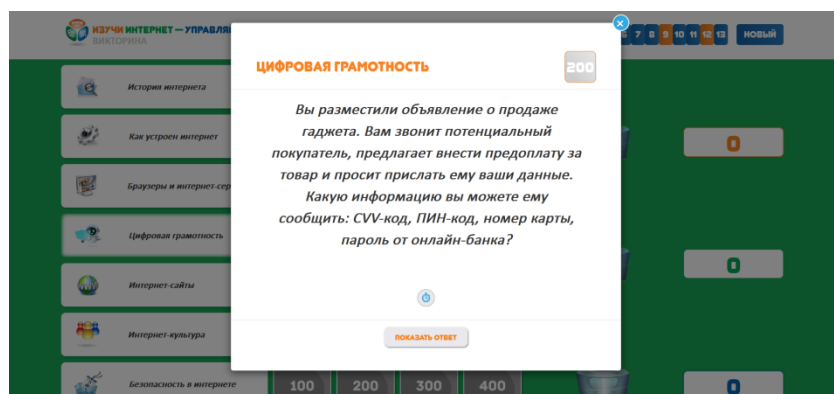 ИЗУЧИ ИНТЕРНЕТ — УПРАВЛЯ
ВИКТОРИНА
7 8 9 10 11 12 13
НОВЫЙ
ЦИФРОВАЯ ГРАМОТНОСТЬ
200
Вы разместили объявление о продаже
гаджета. Вам звонит потенциальный
покупатель, предлагает внести предоплату за
товар и просит прислать ему ваши данные.
Какую информацию вы можете ему
сообщить: CVV-код, ПИН-код, номер карты,
пароль от онлайн-банка?
ПОКАЗАТЬ ОТВЕТ
История интернета
Как устроен интернет
0
Браузеры и интернет-сер
Цифровая грамотность
0
Интернет-сайты
Интернет-культура
Безопасность в интернете
100 200 300 400
0